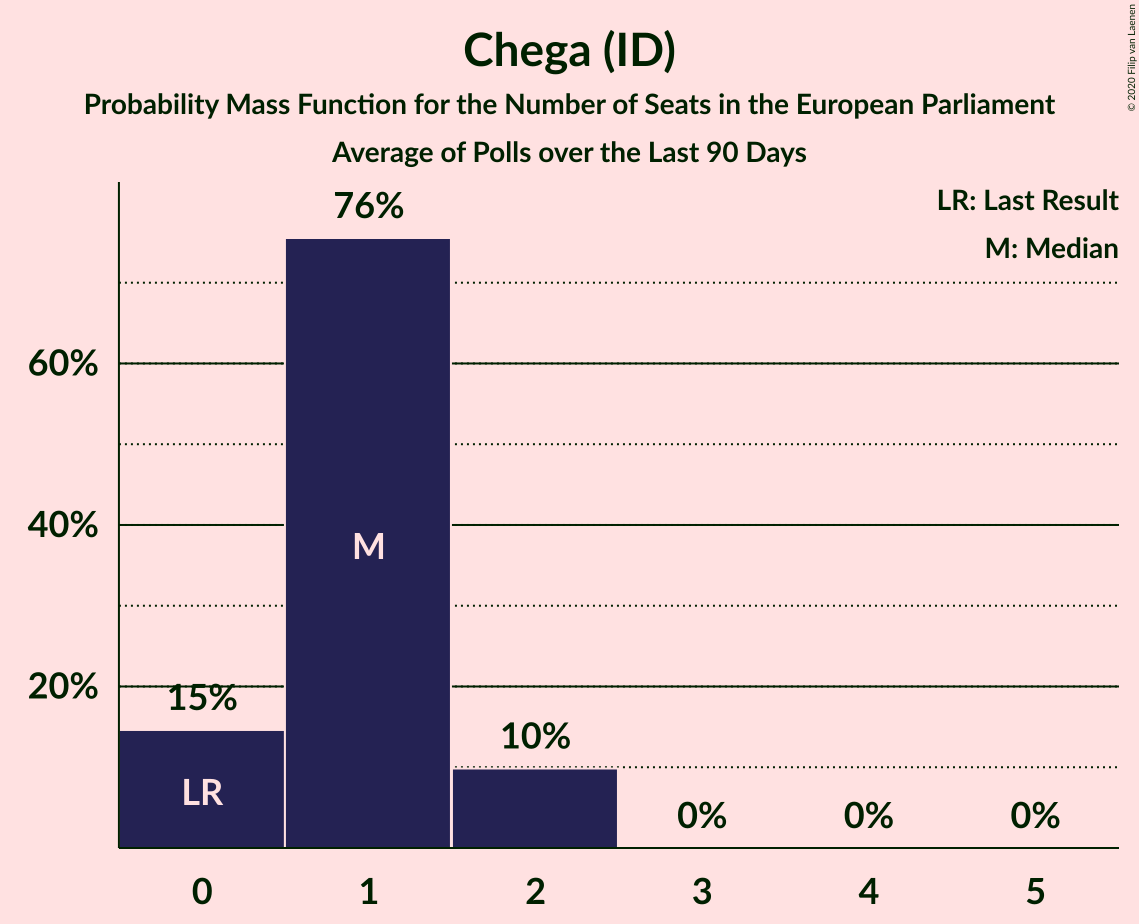 Chega (ID)
Probability Mass Function for the Number of Seats in the European Parliament
Average of Polls over the Last 90 Days
© 2020 Filip van Laenen
LR: Last Result
M: Median
76%
60%
40%
M
20%
15%
10%
LR
0%
0%
0%
0
1
2
3
4
5